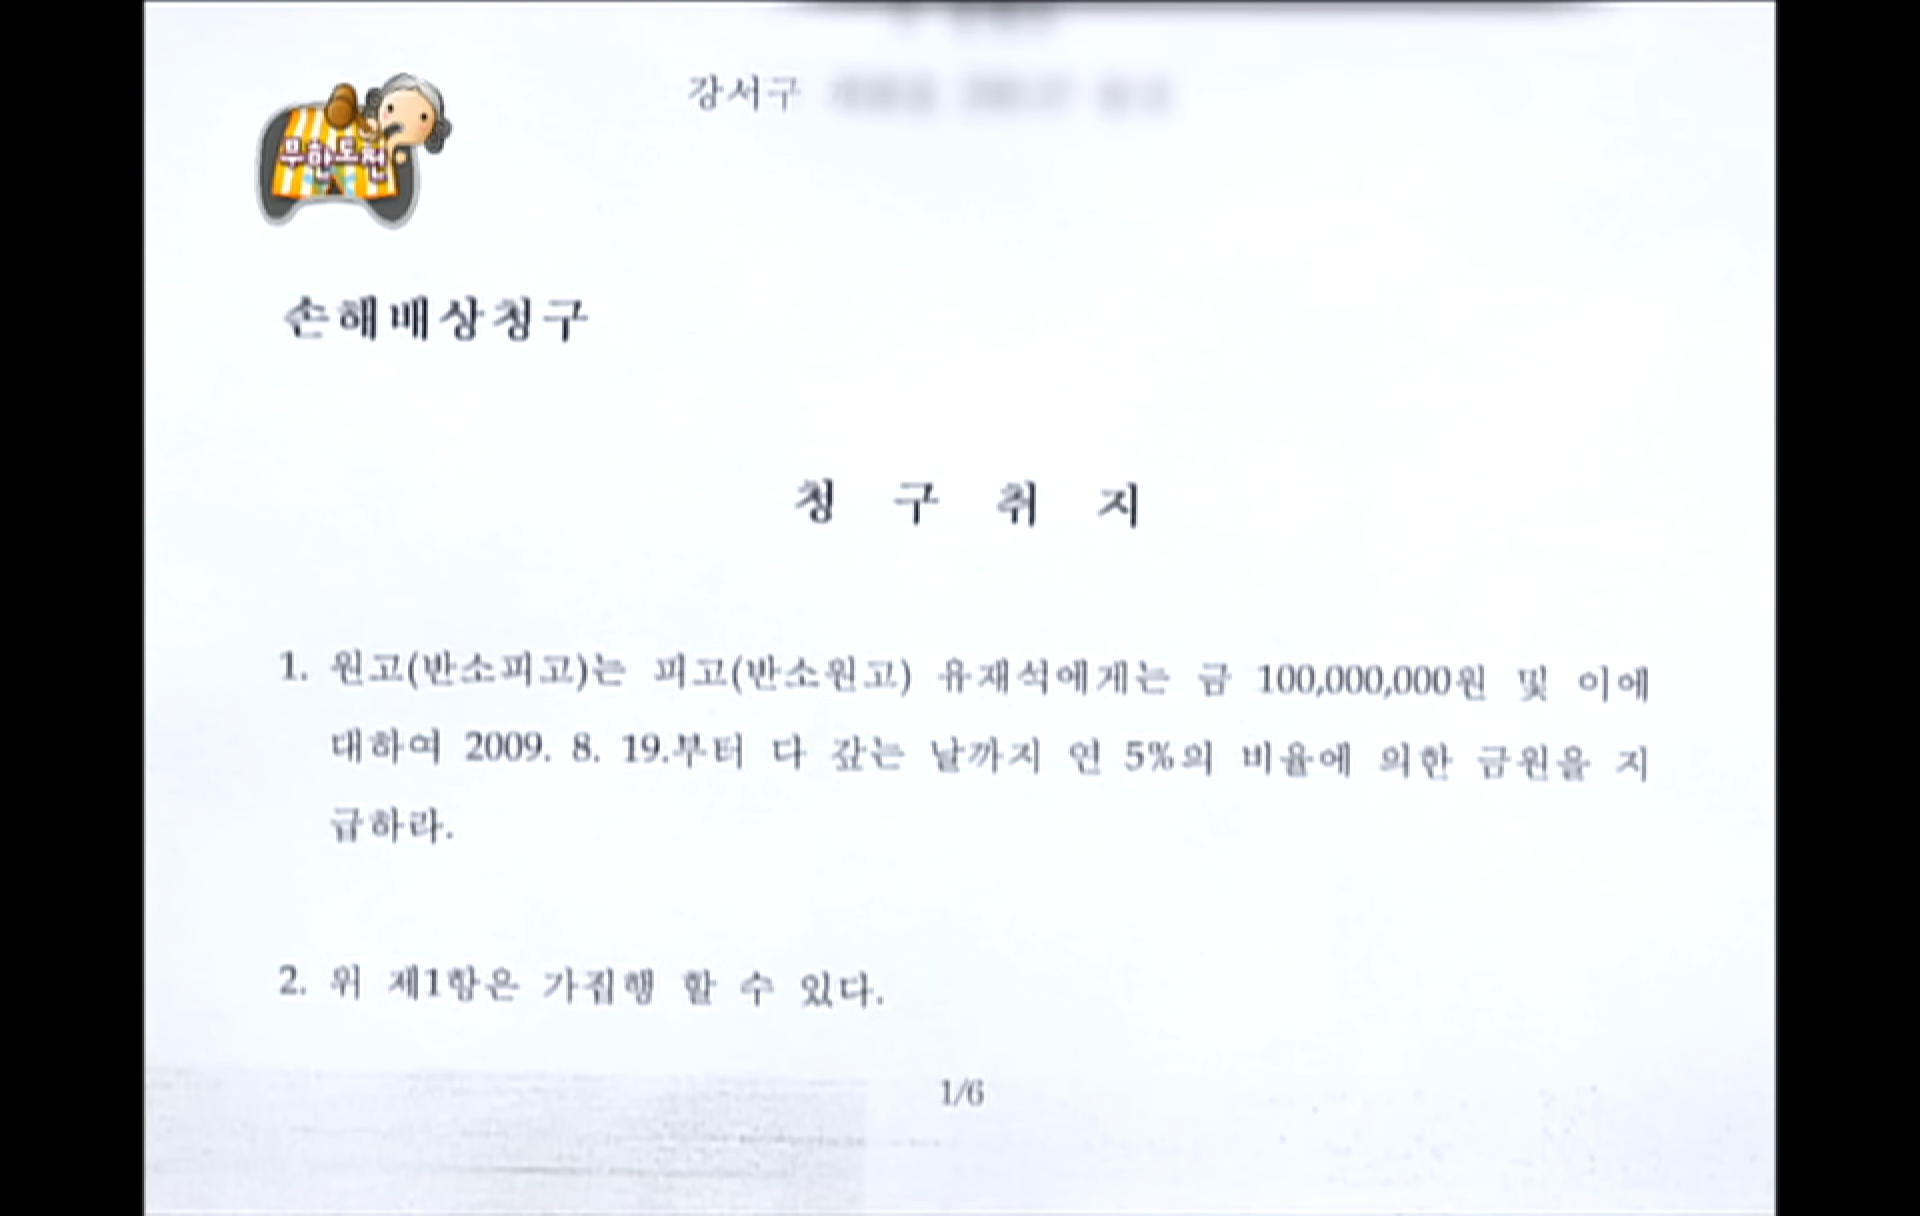 강서구
무한도전
손해배상청구
청 구 취 지
1. 원고(반소피고)는 피고(반소원고) 유재석에게는 금 100,000,000원 및 이에
대하여 2009. 8. 19.부터 다 갚는 날까지 연 5%의 비율에 의한 금원을 지
급하라.
2. 위 제1항은 가집행 할 수 있다.
1/6